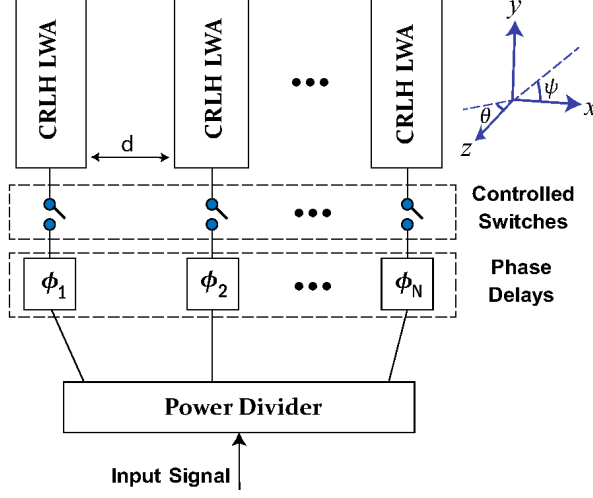 CRLH LWA
CRLH LWA
CRLH LWA
d
y
x
z
θ
ψ
Controlled
Switches
ϕ1
ϕ2
ϕN
Phase
Delays
Power Divider
Input Signal